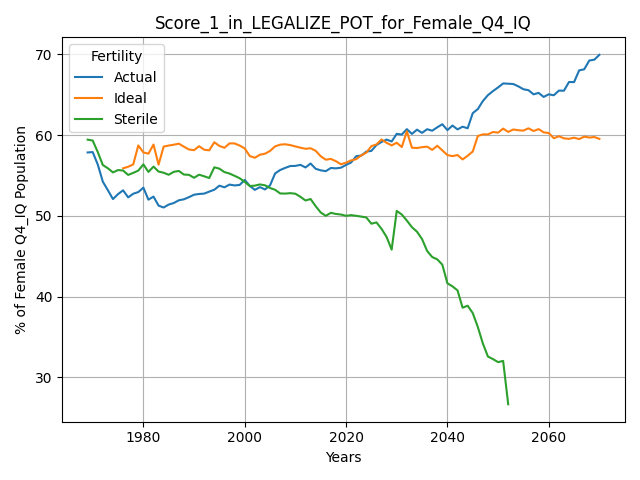 Score_1_in_LEGALIZE_POT_for_Female_Q4_IQ
Fertility
Actual
Ideal
Sterile
% of Female Q4_IQ Population
70
60
50
40
30
1980
2000
2020
2040
2060
Years